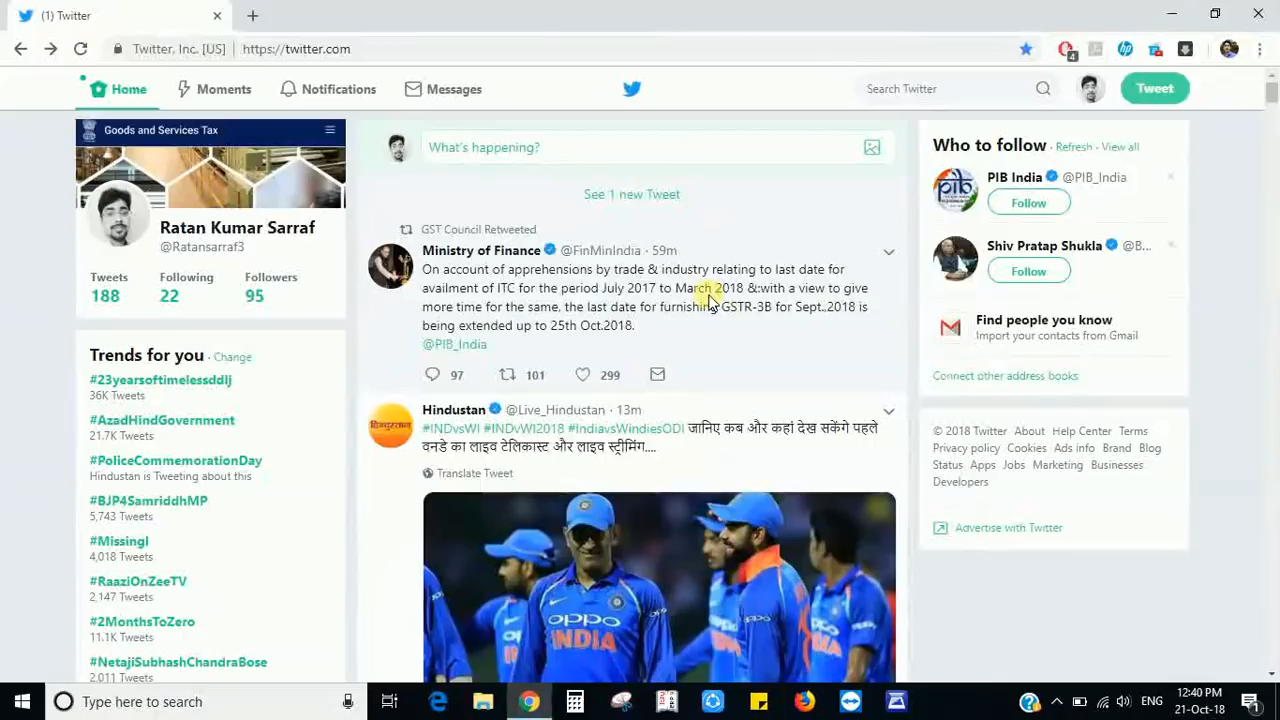 (1) Twitter
Twitter, Inc. [US]
https://twitter.com
4
Home
Moments
Notifications
Messages
Search Twitter
Tweet
Goods and Services Tax
Ratan Kumar Sarraf
@Ratansarraf3
Tweets Following Followers
188 22 95
Trends for you · Change
#23yearsoftimelessddlj
36K Tweets
#AzadHindGovernment
21.7K Tweets
#PoliceCommemorationDay
Hindustan is Tweeting about this
#BJP4SamriddhMP
5,743 Tweets
#MissingI
4,018 Tweets
#RaaziOnZeeTV
2,147 Tweets
#2MonthsToZero
11.1K Tweets
#NetajiSubhashChandraBose
2,011 Tweets
What's happening?
See 1 new Tweet
GST Council Retweeted
Ministry of Finance @FinMinIndia · 59m
On account of apprehensions by trade & industry relating to last date for
availment of ITC for the period July 2017 to March 2018 &:with a view to give
more time for the same, the last date for furnishing GSTR-3B for Sept.,2018 is
being extended up to 25th Oct.2018.
@PIB_India
97 101 299
Hindustan @Live_Hindustan · 13m
#INDvsWI #INDvWI2018 #IndiavsWindiesODI जानिए कब और कहां देख सकेंगे पहले
वनडे का लाइव टेलिकास्ट और लाइव स्ट्रीमिंग....
Translate Tweet
oppo
INDIA
oppo
INDIA
Who to follow · Refresh · View all
PIB India @PIB_India
Follow
Shiv Pratap Shukla @B...
Follow
Find people you know
Import your contacts from Gmail
Connect other address books
© 2018 Twitter About Help Center Terms
Privacy policy Cookies Ads info Brand Blog
Status Apps Jobs Marketing Businesses
Developers
Advertise with Twitter
Type here to search
ENG
12:40 PM
21-Oct-18
1